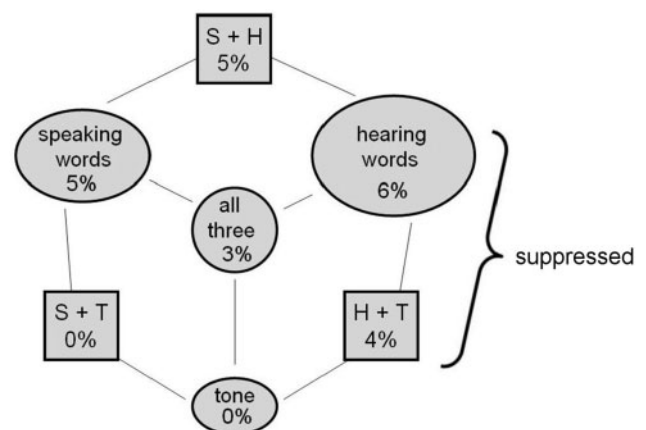 S + H
5%
speaking
words
5%
hearing
words
6%
all
three
3%
suppressed
S + T
0%
H + T
4%
tone
0%